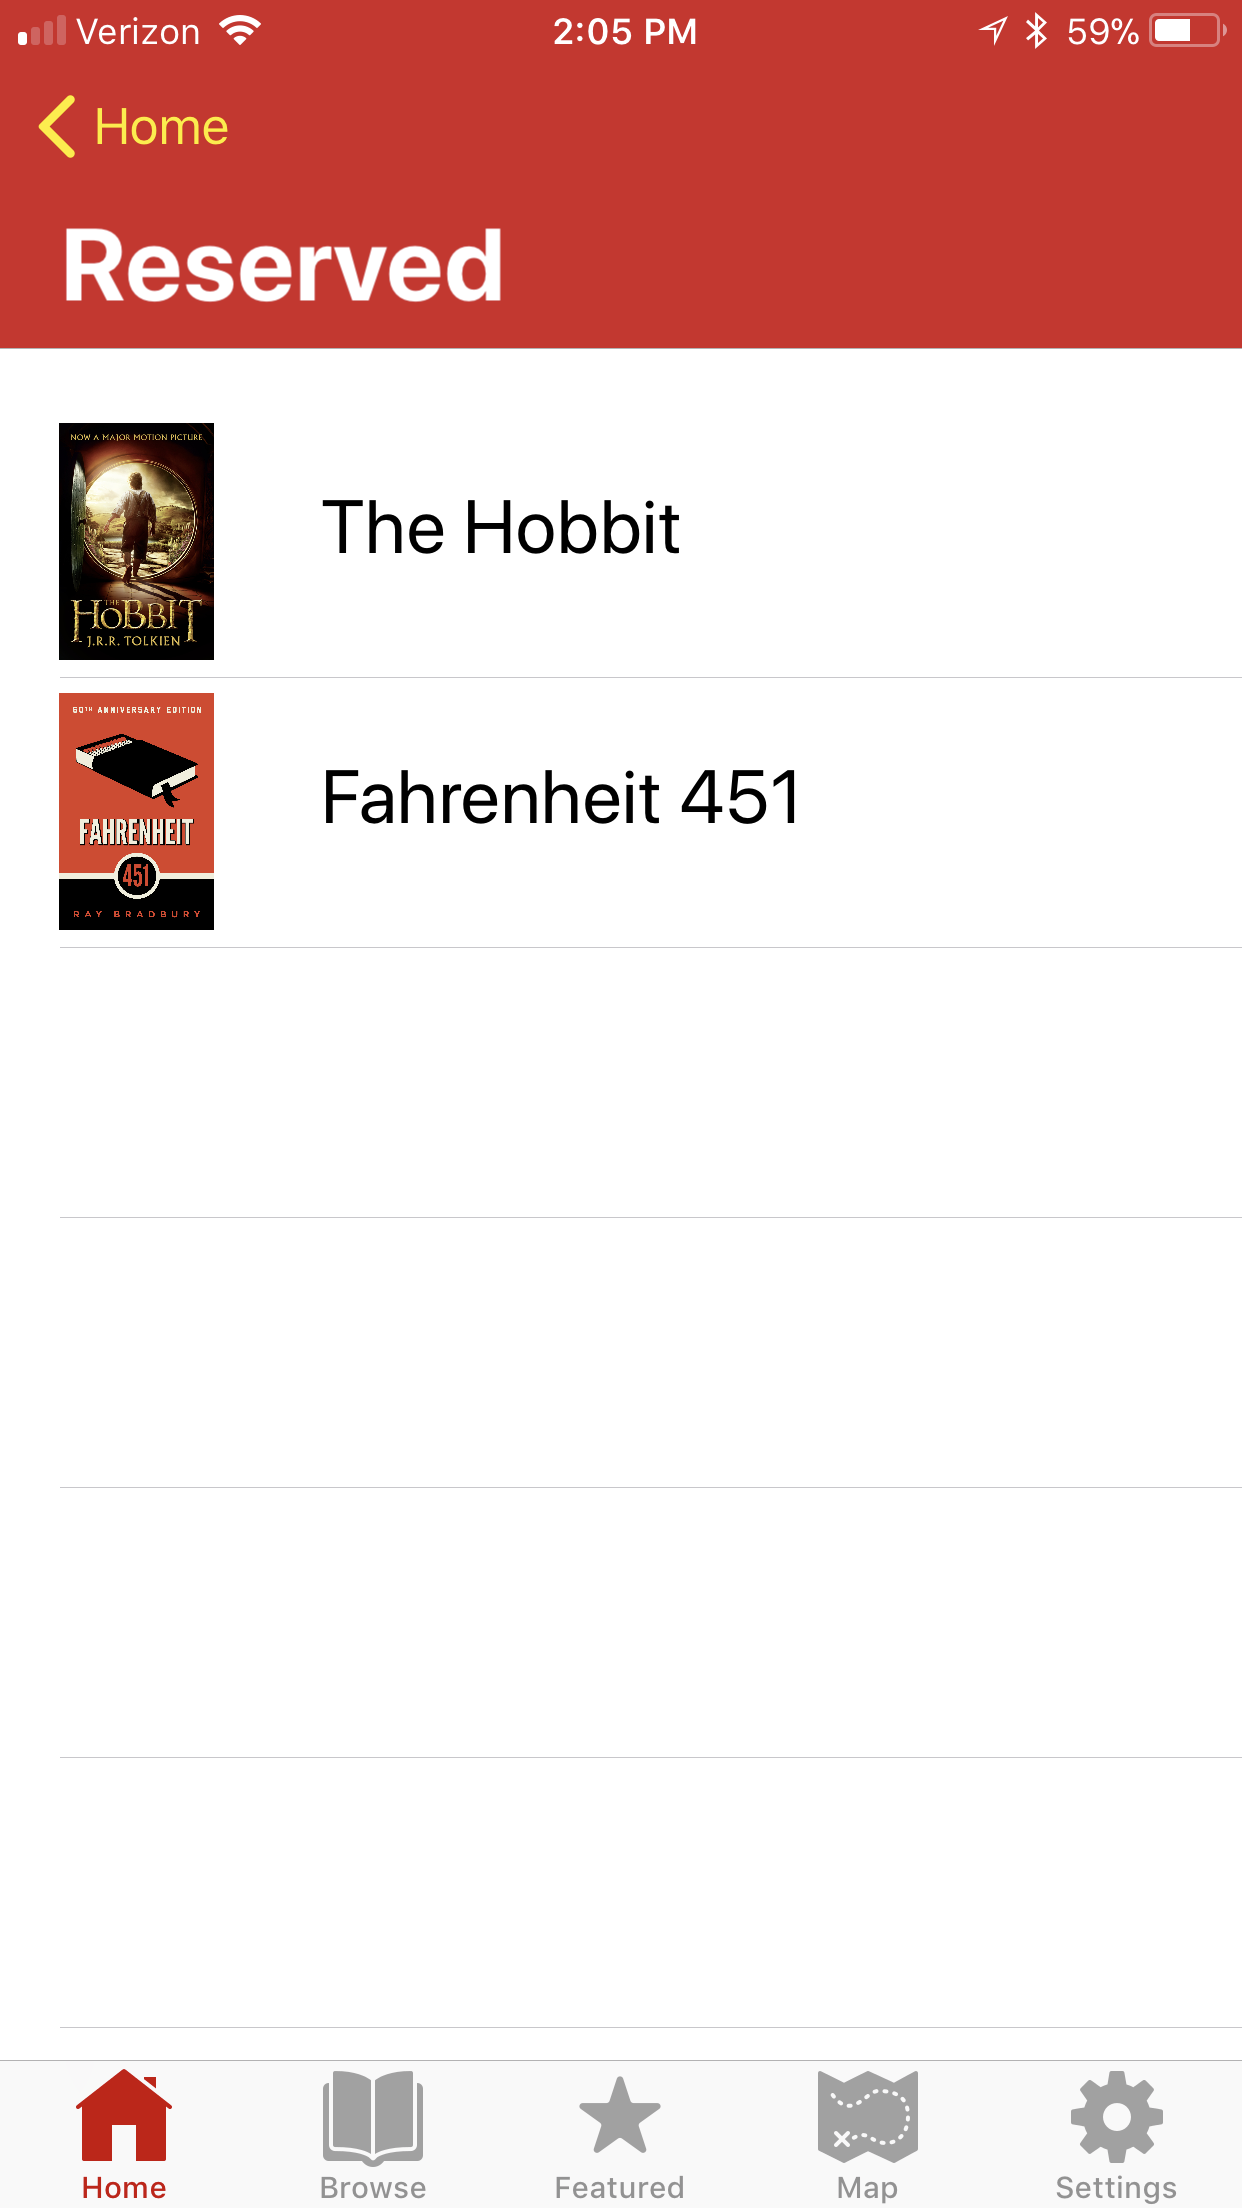 Verizon 2:05 PM 59%
Home
Reserved
NOW A MAJOR MOTION PICTURE
THE
HOBBIT
J.R.R. TOLKIEN
The Hobbit
60TH ANNIVERSARY EDITION
FAHRENHEIT
451
RAY BRADBURY
Fahrenheit 451
Home Browse Featured Map Settings